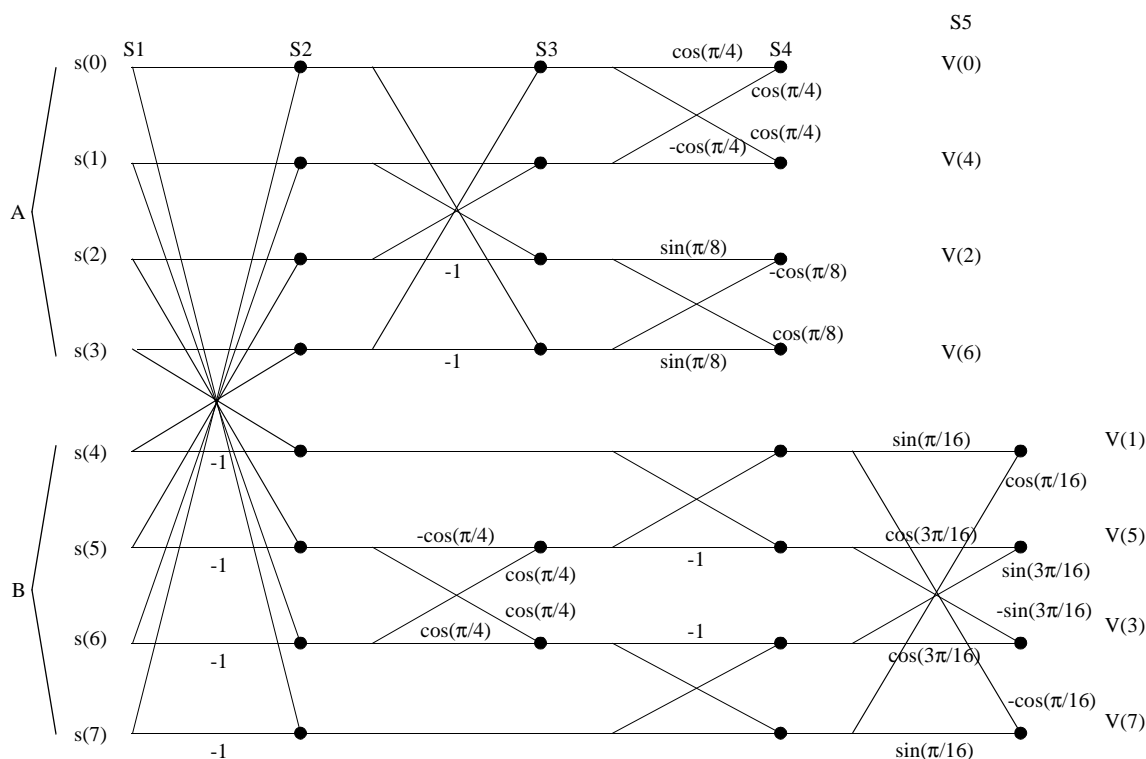 S5
S1 S2 S3 S4
s(0) cos(π/4) V(0)
cos(π/4)
cos(π/4)
s(1) -cos(π/4) V(4)
A
s(2) sin(π/8) V(2)
-1 -cos(π/8)
cos(π/8)
s(3) V(6)
-1 sin(π/8)
s(4) sin(π/16) V(1)
-1
cos(π/16)
s(5) -cos(π/4) cos(3π/16) V(5)
-1 -1
cos(π/4) sin(3π/16)
B
cos(π/4) -sin(3π/16)
s(6) cos(π/4) -1 V(3)
-1 cos(3π/16)
-cos(π/16)
s(7) V(7)
-1 sin(π/16)